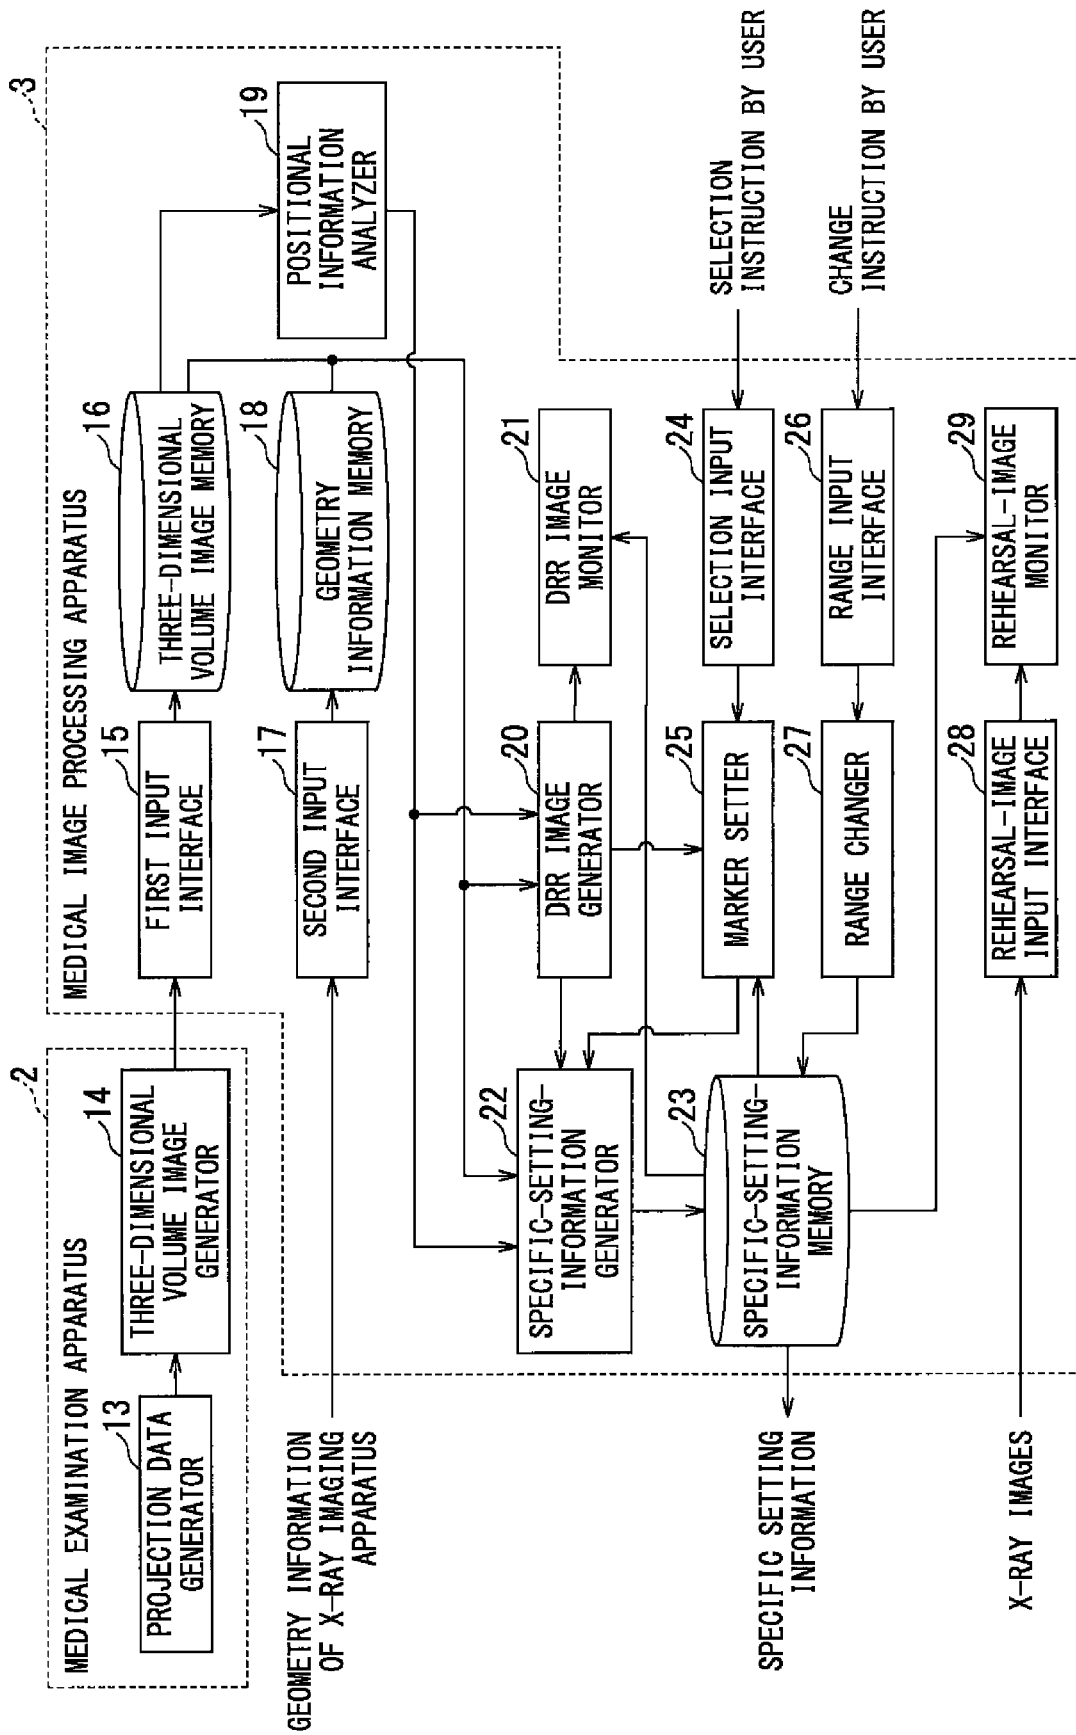 2
MEDICAL EXAMINATION APPARATUS
13
PROJECTION DATA
GENERATOR
14
THREE-DIMENSIONAL
VOLUME IMAGE
GENERATOR
3
MEDICAL IMAGE PROCESSING APPARATUS
15
FIRST INPUT
INTERFACE
16
THREE-DIMENSIONAL
VOLUME IMAGE MEMORY
GEOMETRY INFORMATION
OF X-RAY IMAGING
APPARATUS
17
SECOND INPUT
INTERFACE
18
GEOMETRY
INFORMATION MEMORY
19
POSITIONAL
INFORMATION
ANALYZER
22
SPECIFIC-SETTING-
INFORMATION
GENERATOR
20
DRR IMAGE
GENERATOR
21
DRR IMAGE
MONITOR
SPECIFIC SETTING
INFORMATION
23
SPECIFIC-SETTING-
INFORMATION
MEMORY
25
MARKER SETTER
24
SELECTION INPUT
INTERFACE
SELECTION
INSTRUCTION BY USER
27
RANGE CHANGER
26
RANGE INPUT
INTERFACE
CHANGE
INSTRUCTION BY USER
X-RAY IMAGES
28
REHEARSAL-IMAGE
INPUT INTERFACE
29
REHEARSAL-IMAGE
MONITOR